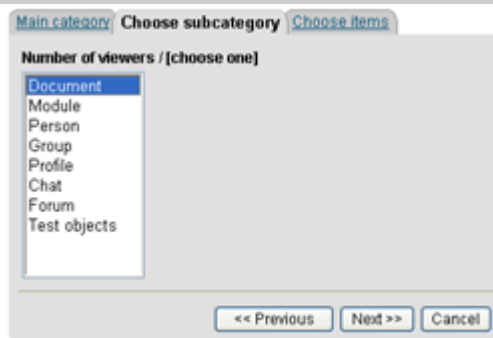 Main category Choose subcategory Choose items
Number of viewers / [choose one]
Document
Module
Person
Group
Profile
Chat
Forum
Test objects
<< Previous Next >> Cancel